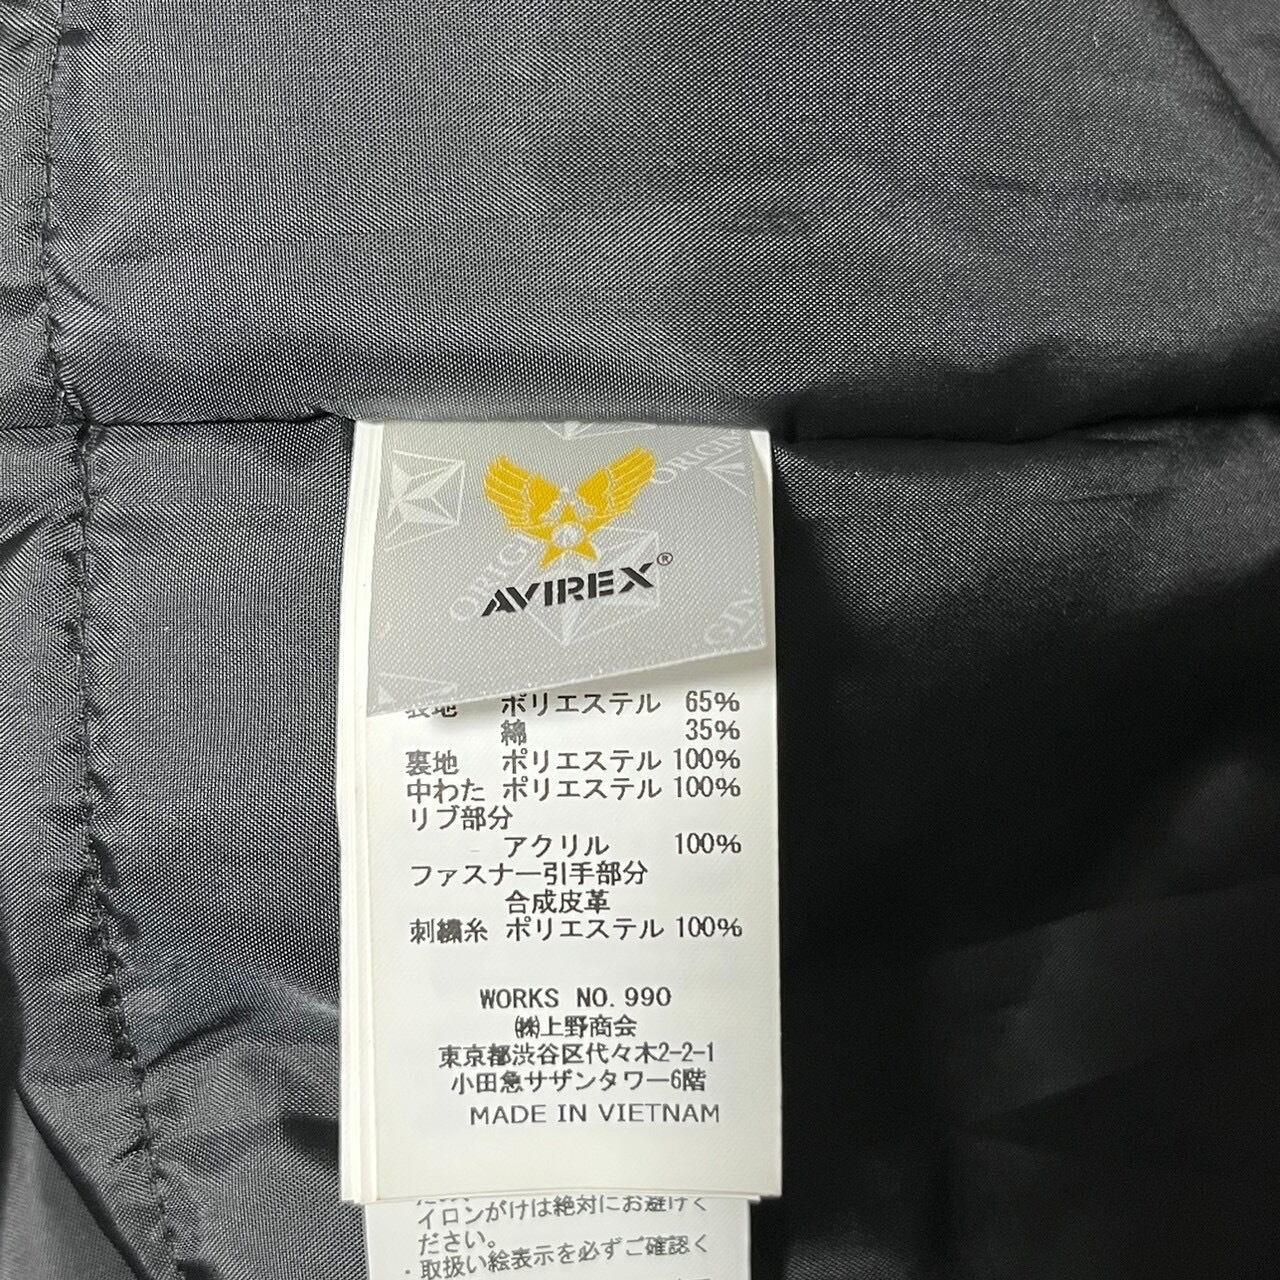 ORIGIN
AVIREX®
ORIGI
GIN
表地 ポリエステル 65%
綿 35%
裏地 ポリエステル 100%
中わた ポリエステル 100%
リブ部分
アクリル 100%
ファスナー引手部分
合成皮革
刺繍糸 ポリエステル 100%
WORKS NO. 990
㈱上野商会
東京都渋谷区代々木2-2-1
小田急サザンタワー6階
MADE IN VIETNAM
イロンがけは絶対にお避けく
ださい。
・取扱い絵表示を必ずご確認く